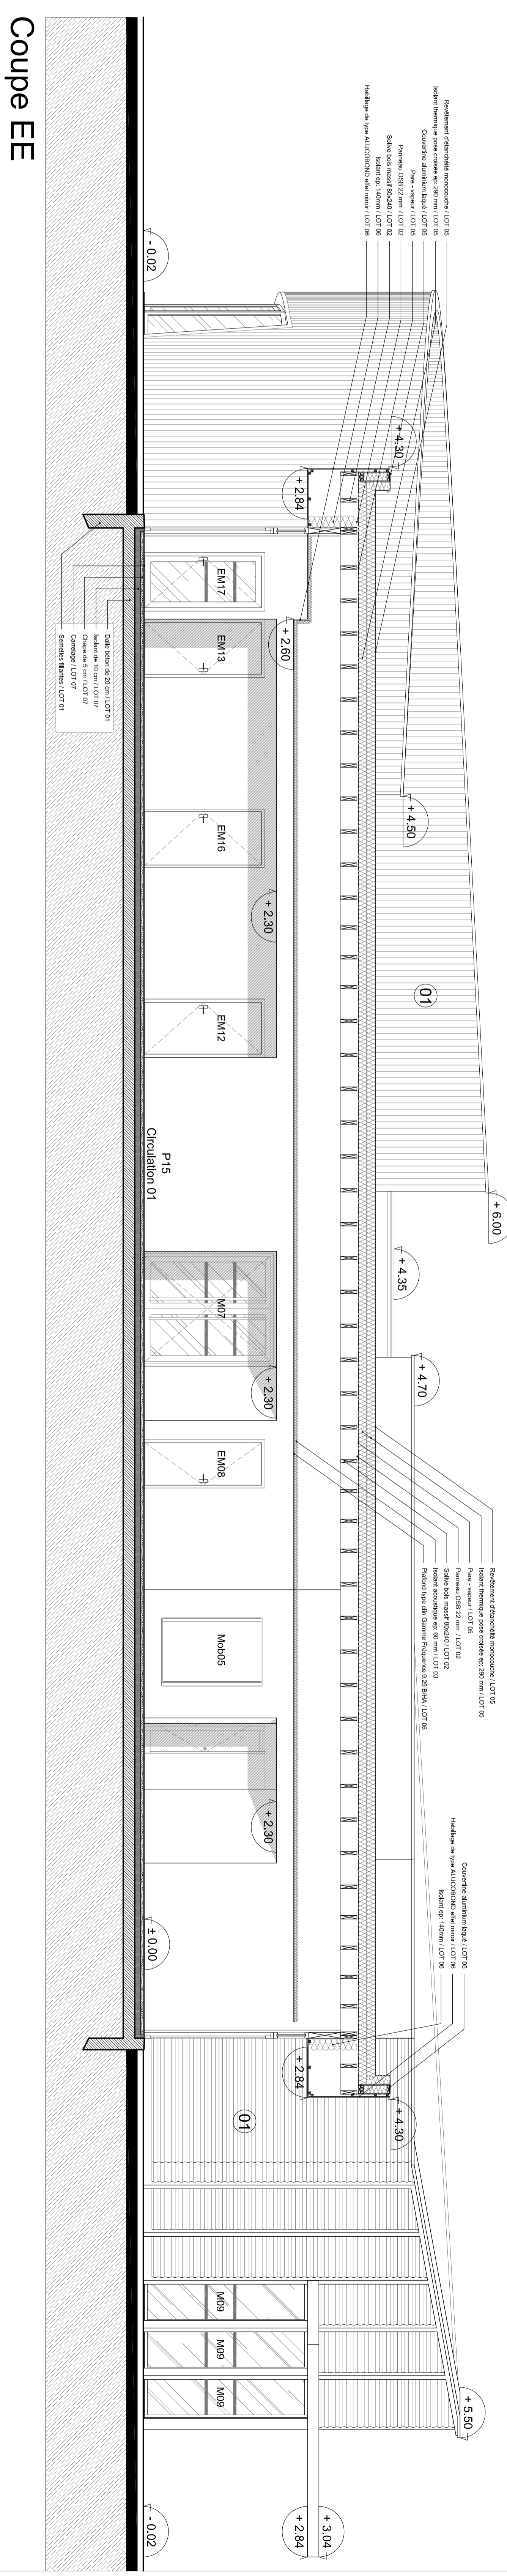 Revêtement d'étanchéité monocouche / LOT 05
Isolant thermique pose croisée ep: 290 mm / LOT 05
Couvertine aluminium laqué / LOT 05
Pare - vapeur / LOT 05
Panneau OSB 22 mm / LOT 02
Solive bois massif 80x240 / LOT 02
Isolant ep: 140mm / LOT 06
Habillage de type ALUCOBOND effet miroir / LOT 06
- 0.02
+ 4.30
+ 2.84
+ 2.60
+ 4.50
+ 2.30
01
+ 6.00
+ 4.35
+ 4.70
+ 2.30
EM17
EM13
EM16
EM12
P15
Circulation 01
M07
EM08
Mob05
+ 2.30
± 0.00
Dalle béton de 20 cm / LOT 01
Isolant de 10 cm / LOT 07
Chape de 5 cm / LOT 07
Carrelage / LOT 07
Semelles filantes / LOT 01
Revêtement d'étanchéité monocouche / LOT 05
Isolant thermique pose croisée ep: 290 mm / LOT 05
Pare - vapeur / LOT 05
Panneau OSB 22 mm / LOT 02
Solive bois massif 80x240 / LOT 02
Isolant acoustique ep: 60 mm / LOT 03
Plafond type clin Gamme Fréquence 9.25 B/HA / LOT 06
Couvertine aluminium laqué / LOT 05
Habillage de type ALUCOBOND effet miroir / LOT 06
Isolant ep: 140mm / LOT 06
+ 2.84
+ 4.30
01
M09
M09
M09
+ 5.50
+ 3.04
+ 2.84
- 0.02
Coupe EE